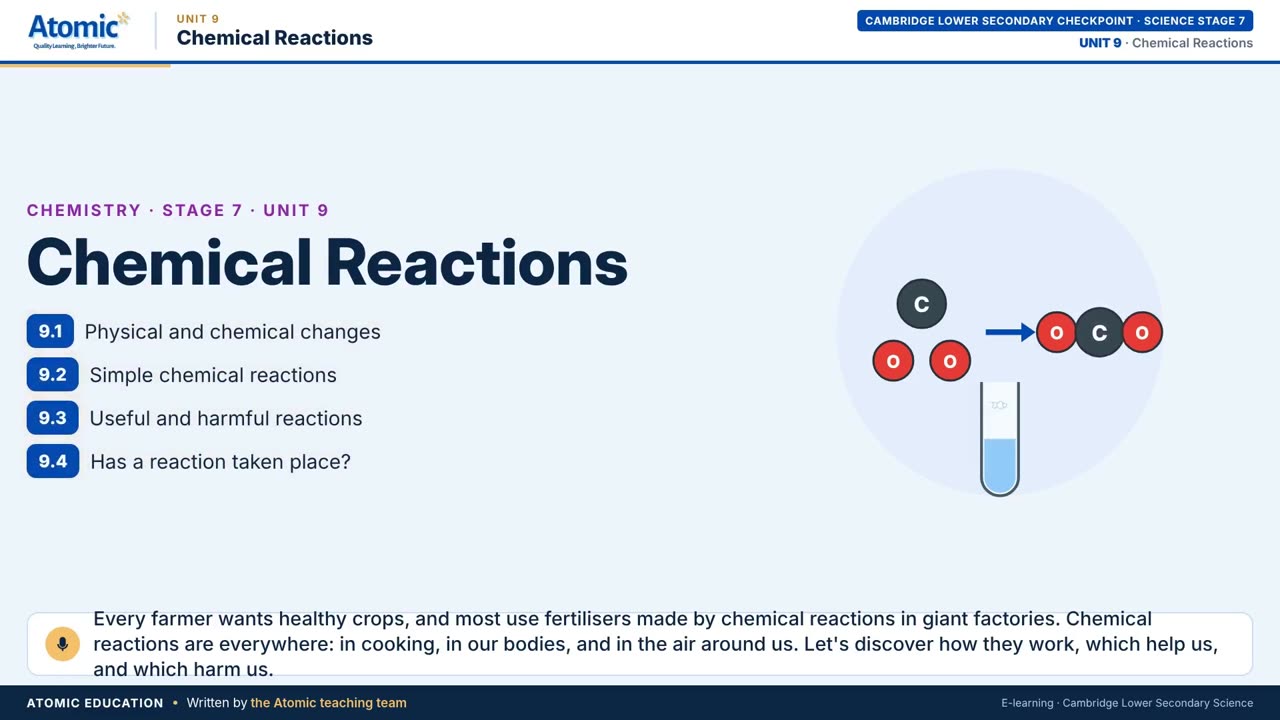 Atomic
Quality Learning, Brighter Future.
UNIT 9
Chemical Reactions
CAMBRIDGE LOWER SECONDARY CHECKPOINT · SCIENCE STAGE 7
UNIT 9 · Chemical Reactions
CHEMISTRY · STAGE 7 · UNIT 9
Chemical Reactions
9.1 Physical and chemical changes
9.2 Simple chemical reactions
9.3 Useful and harmful reactions
9.4 Has a reaction taken place?
C
O O
O C O
Every farmer wants healthy crops, and most use fertilisers made by chemical reactions in giant factories. Chemical
reactions are everywhere: in cooking, in our bodies, and in the air around us. Let's discover how they work, which help us,
and which harm us.
ATOMIC EDUCATION • Written by the Atomic teaching team
E-learning · Cambridge Lower Secondary Science